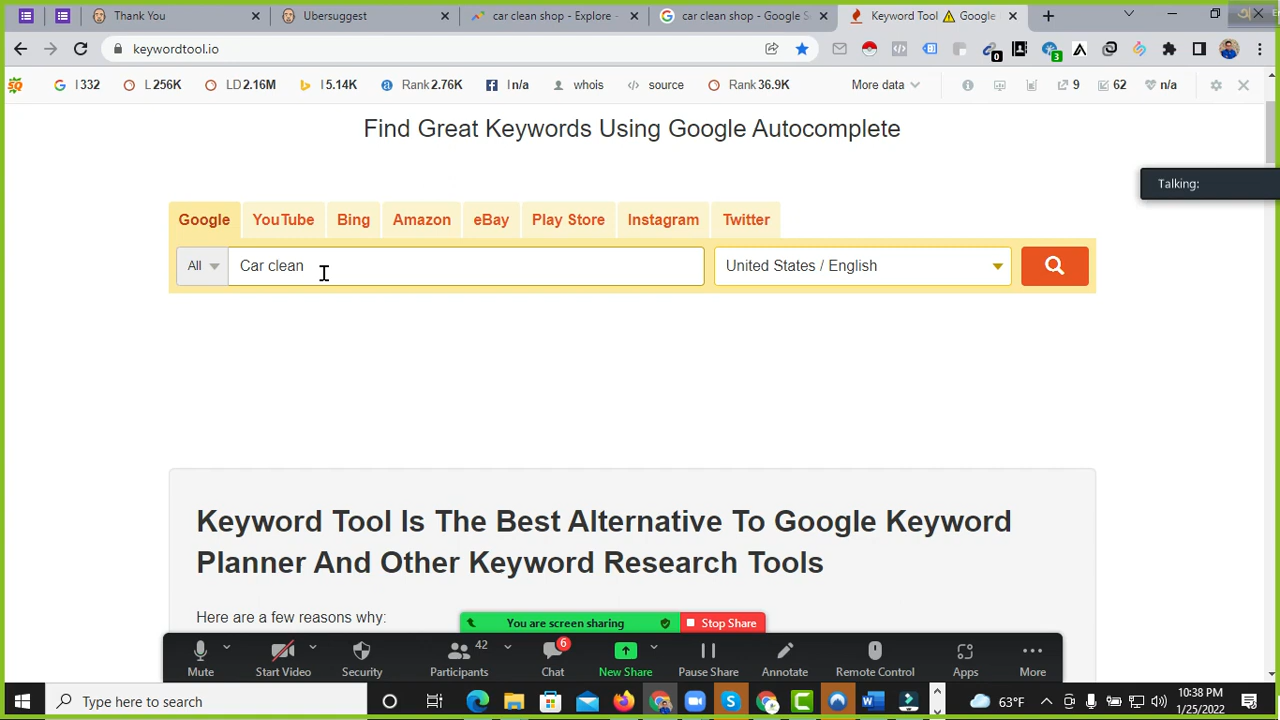 Thank You
Ubersuggest
car clean shop - Explore -
car clean shop - Google S
Keyword Tool ⚠ Google
keywordtool.io
0
3
SQ
I 332
L 256K
LD 2.16M
I 5.14K
a Rank 2.76K
I n/a
whois
source
Rank 36.9K
More data
9
62
n/a
Find Great Keywords Using Google Autocomplete
Talking:
Google
YouTube
Bing
Amazon
eBay
Play Store
Instagram
Twitter
All
Car clean
United States / English
Keyword Tool Is The Best Alternative To Google Keyword
Planner And Other Keyword Research Tools
Here are a few reasons why:
You are screen sharing
Stop Share
42
6
Mute
Start Video
Security
Participants
Chat
New Share
Pause Share
Annotate
Remote Control
Apps
More
Type here to search
63°F
10:38 PM
1/25/2022